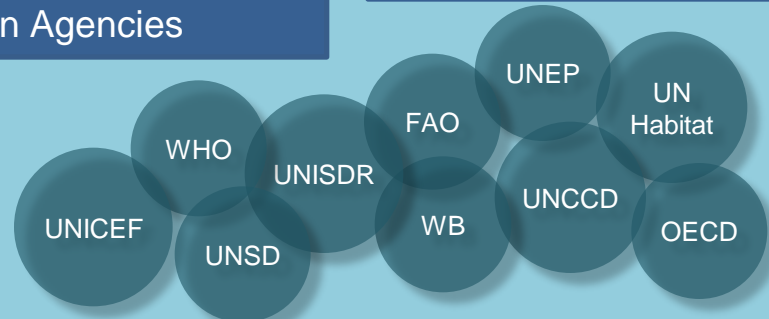 n Agencies
UNEP
UN
Habitat
FAO
WHO
UNISDR
UNCCD
WB
UNICEF
OECD
UNSD